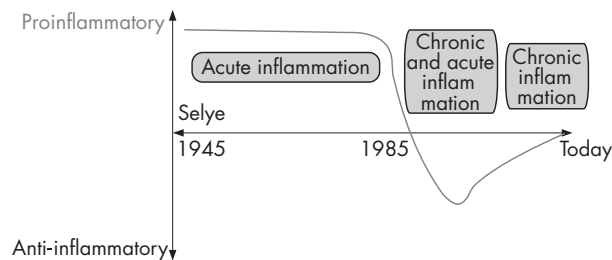 Proinflammatory
Acute inflammation
Chronic
and acute
inflam
mation
Chronic
inflam
mation
Selye
1945
1985
Today
Anti-inflammatory